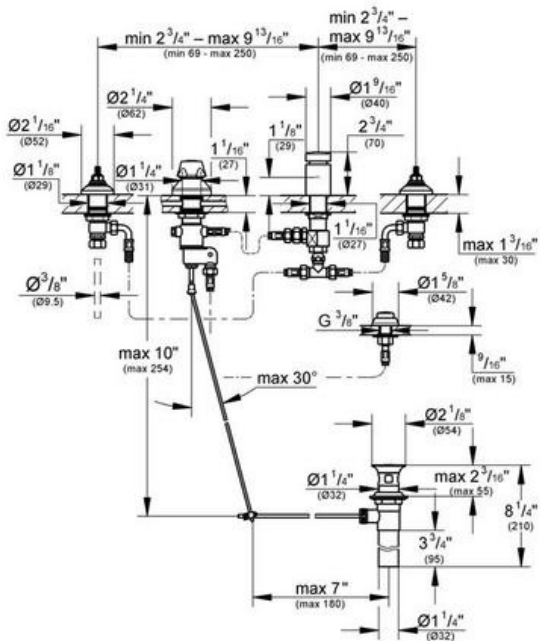 min 2 3/4" – max 9 13/16"
(min 69 - max 250)
min 2 3/4" –
max 9 13/16"
(min 69 - max 250)
Ø2 1/4"
(Ø62)
Ø1 9/16"
(Ø40)
Ø2 1/16"
(Ø52)
1 1/8"
(29)
2 3/4"
(70)
Ø1 1/8"
(Ø29)
Ø1 1/4"
(Ø31)
1 1/16"
(27)
1 1/16"
(Ø27)
max 1 3/16"
(max 30)
Ø3/8"
(Ø9.5)
Ø1 5/8"
(Ø42)
G 3/8"
9/16"
(max 15)
max 10"
(max 254)
max 30°
Ø2 1/8"
(Ø54)
Ø1 1/4"
(Ø32)
max 2 3/16"
(max 55)
8 1/4"
(210)
3 3/4"
(95)
max 7"
(max 180)
Ø1 1/4"
(Ø32)